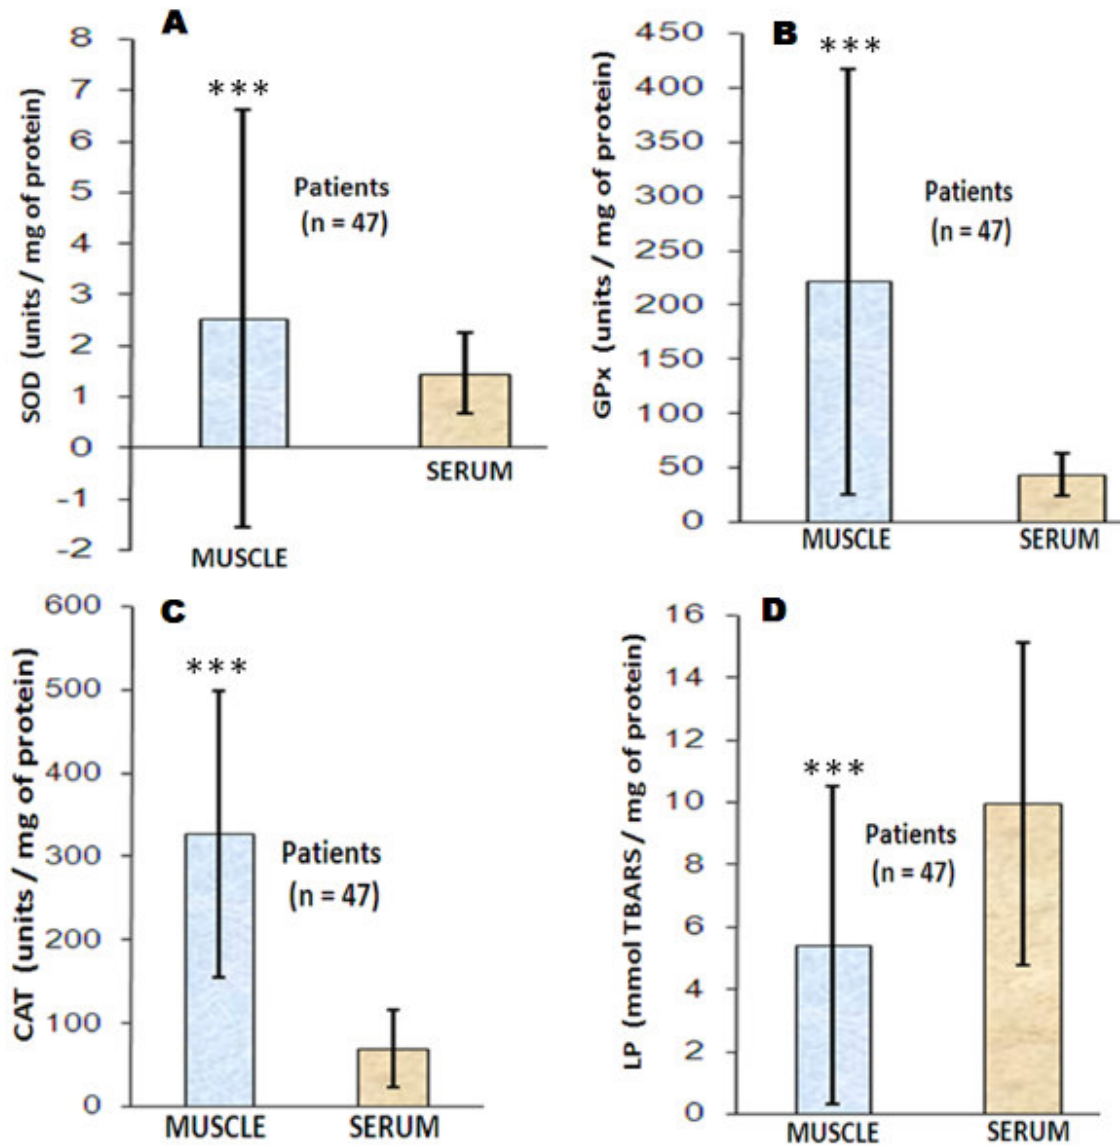 A
SOD (units / mg of protein)
8
7
6
5
4
3
2
1
0
-1
-2
***
Patients
(n = 47)
MUSCLE
SERUM
B
GPx (units / mg of protein)
450
400
350
300
250
200
150
100
50
0
***
Patients
(n = 47)
MUSCLE
SERUM
C
CAT (units / mg of protein)
600
500
400
300
200
100
0
***
Patients
(n = 47)
MUSCLE
SERUM
D
LP (mmol TBARS / mg of protein)
16
14
12
10
8
6
4
2
0
***
Patients
(n = 47)
MUSCLE
SERUM